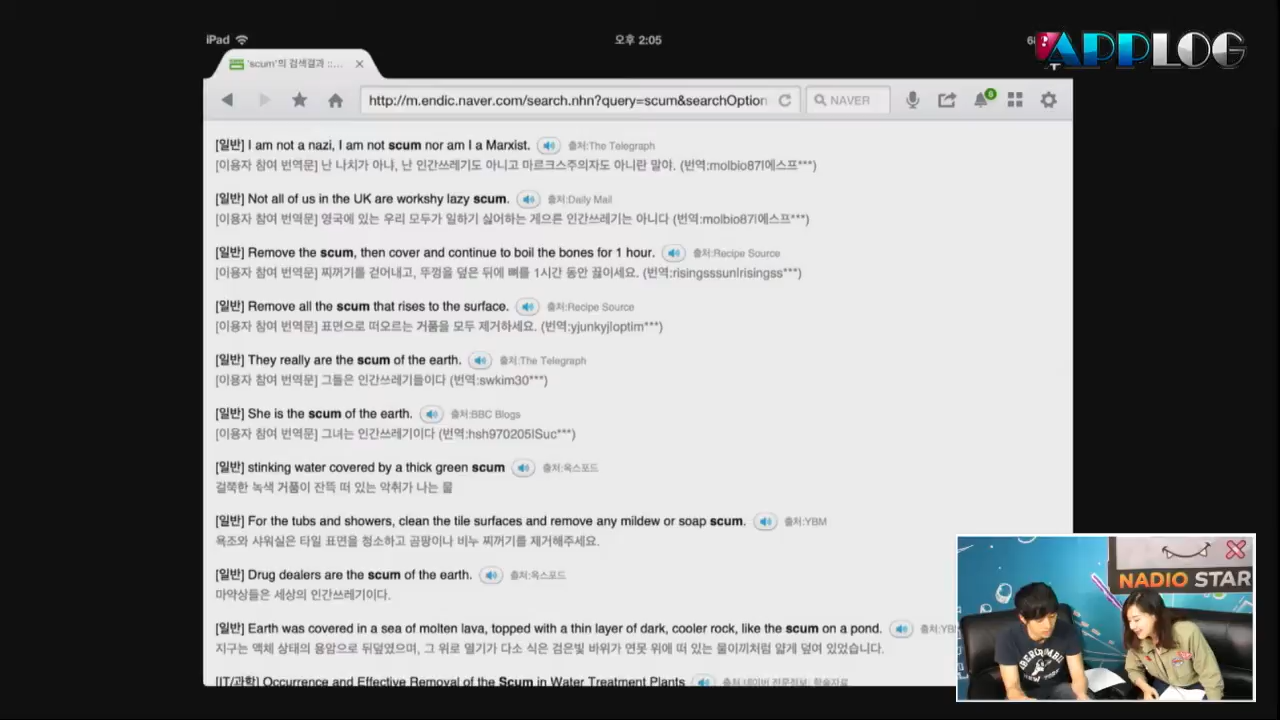 iPad 오후 2:05
APPLOG
'scum'의 검색결과 ::...
http://m.endic.naver.com/search.nhn?query=scum&searchOption NAVER 8
[일반] I am not a nazi, I am not scum nor am I a Marxist. 출처:The Telegraph
[이용자 참여 번역문] 난 나치가 아냐, 난 인간쓰레기도 아니고 마르크스주의자도 아니란 말야. (번역:molbio87|에스프***)
[일반] Not all of us in the UK are workshy lazy scum. 출처:Daily Mail
[이용자 참여 번역문] 영국에 있는 우리 모두가 일하기 싫어하는 게으른 인간쓰레기는 아니다 (번역:molbio87|에스프***)
[일반] Remove the scum, then cover and continue to boil the bones for 1 hour. 출처:Recipe Source
[이용자 참여 번역문] 찌꺼기를 걷어내고, 뚜껑을 덮은 뒤에 뼈를 1시간 동안 끓이세요. (번역:risingsssun|risingss***)
[일반] Remove all the scum that rises to the surface. 출처:Recipe Source
[이용자 참여 번역문] 표면으로 떠오르는 거품을 모두 제거하세요. (번역:yjunkyj|optim***)
[일반] They really are the scum of the earth. 출처:The Telegraph
[이용자 참여 번역문] 그들은 인간쓰레기들이다 (번역:swkim30***)
[일반] She is the scum of the earth. 출처:BBC Blogs
[이용자 참여 번역문] 그녀는 인간쓰레기이다 (번역:hsh970205|Suc***)
[일반] stinking water covered by a thick green scum 출처:옥스포드
걸쭉한 녹색 거품이 잔뜩 떠 있는 악취가 나는 물
[일반] For the tubs and showers, clean the tile surfaces and remove any mildew or soap scum. 출처:YBM
욕조와 샤워실은 타일 표면을 청소하고 곰팡이나 비누 찌꺼기를 제거해주세요.
[일반] Drug dealers are the scum of the earth. 출처:옥스포드
마약상들은 세상의 인간쓰레기이다.
[일반] Earth was covered in a sea of molten lava, topped with a thin layer of dark, cooler rock, like the scum on a pond. 출처:YB
지구는 액체 상태의 용암으로 뒤덮였으며, 그 위로 열기가 다소 식은 검은빛 바위가 연못 위에 떠 있는 물이끼처럼 얇게 덮여 있었습니다.
[IT/과학] Occurrence and Effective Removal of the Scum in Water Treatment Plants 출처:네이버 전문정보: 학술자료
NADIO STAR